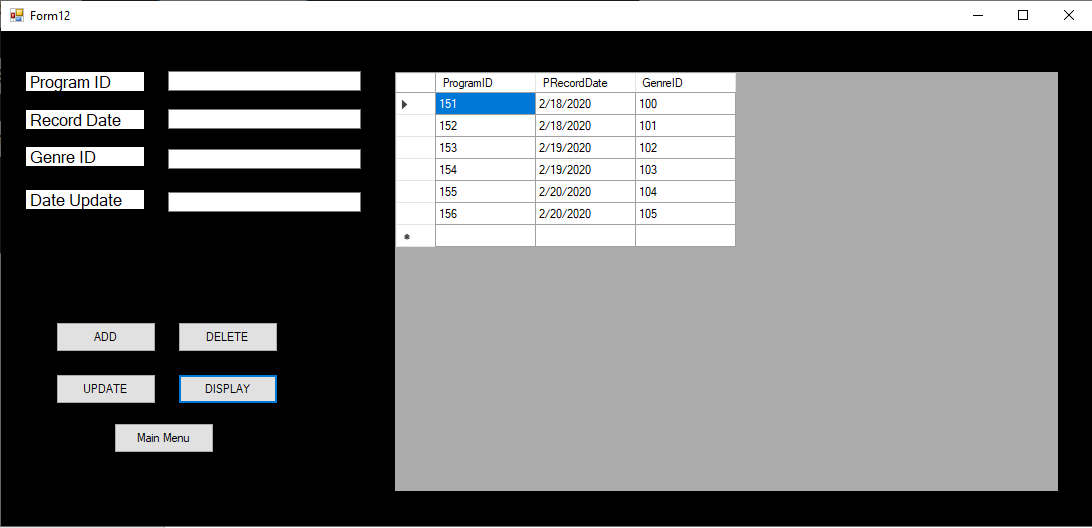 Form12
Program ID
Record Date
Genre ID
Date Update
ADD DELETE
UPDATE DISPLAY
Main Menu
ProgramID PRecordDate GenreID
151 2/18/2020 100
152 2/18/2020 101
153 2/19/2020 102
154 2/19/2020 103
155 2/20/2020 104
156 2/20/2020 105